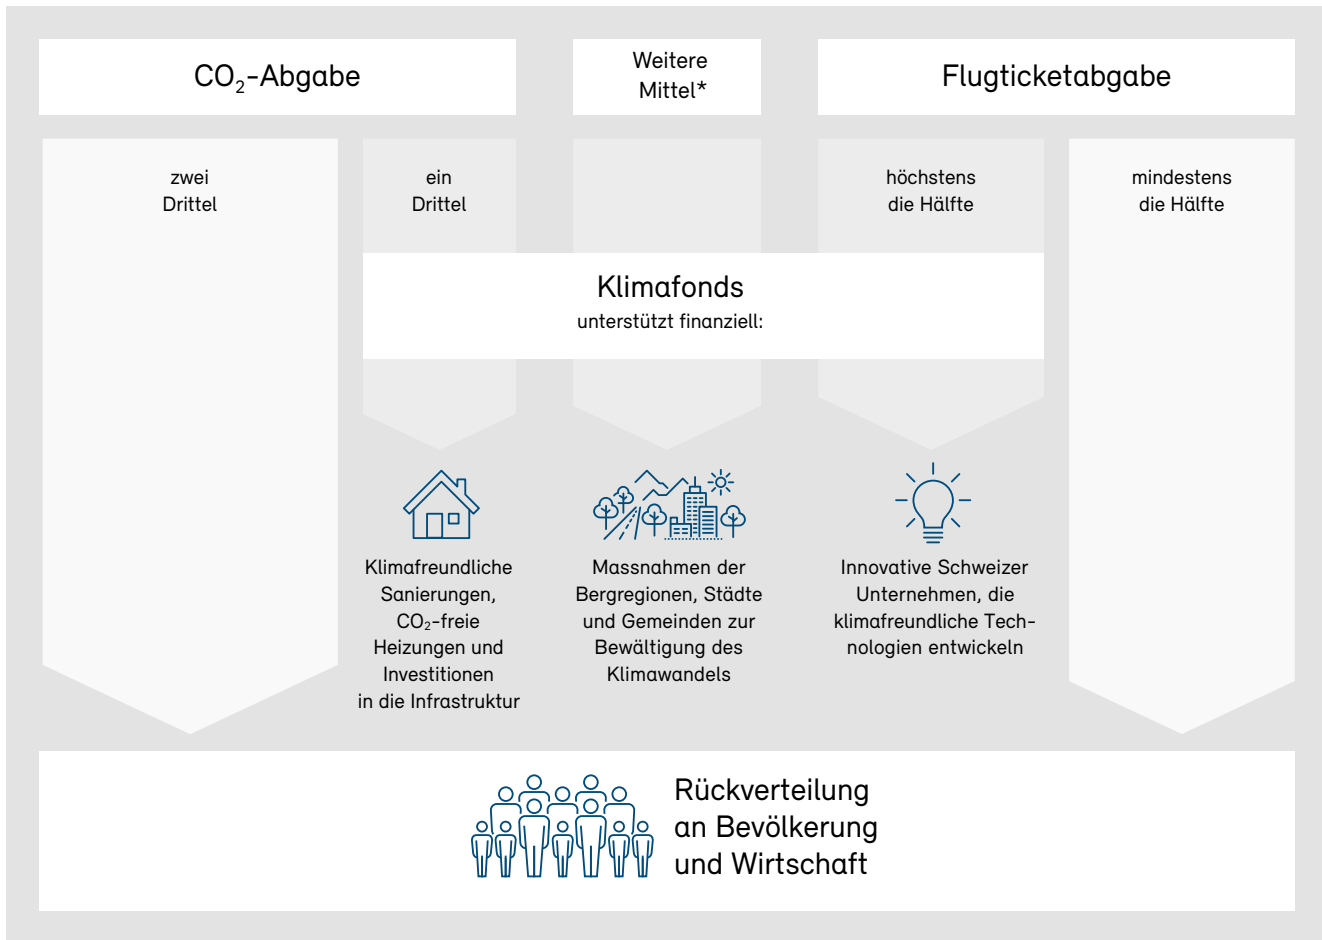 CO₂-Abgabe
Weitere
Mittel*
Flugticketabgabe
zwei
Drittel
ein
Drittel
höchstens
die Hälfte
mindestens
die Hälfte
Klimafonds
unterstützt finanziell:
Klimafreundliche
Sanierungen,
CO₂-freie
Heizungen und
Investitionen
in die Infrastruktur
Massnahmen der
Bergregionen, Städte
und Gemeinden zur
Bewältigung des
Klimawandels
Innovative Schweizer
Unternehmen, die
klimafreundliche Tech-
nologien entwickeln
Rückverteilung
an Bevölkerung
und Wirtschaft